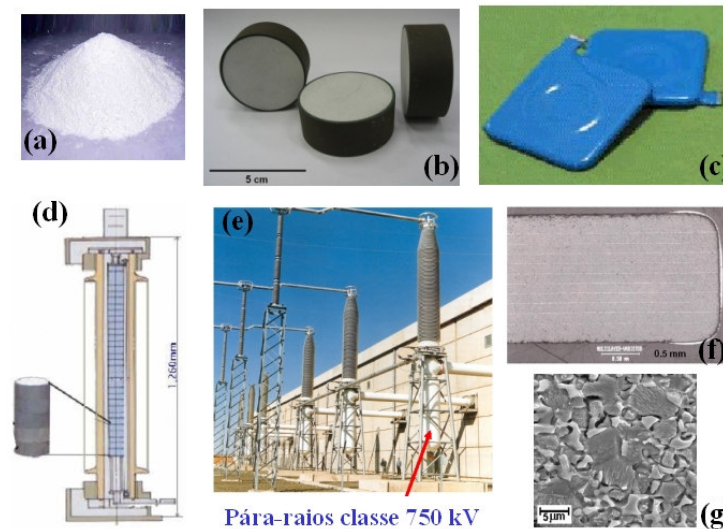 (a)
(b)
5 cm
(c)
(d)
1,260mm
(e)
Pára-raios classe 750 kV
(f)
0.5 mm
(g)
5µm